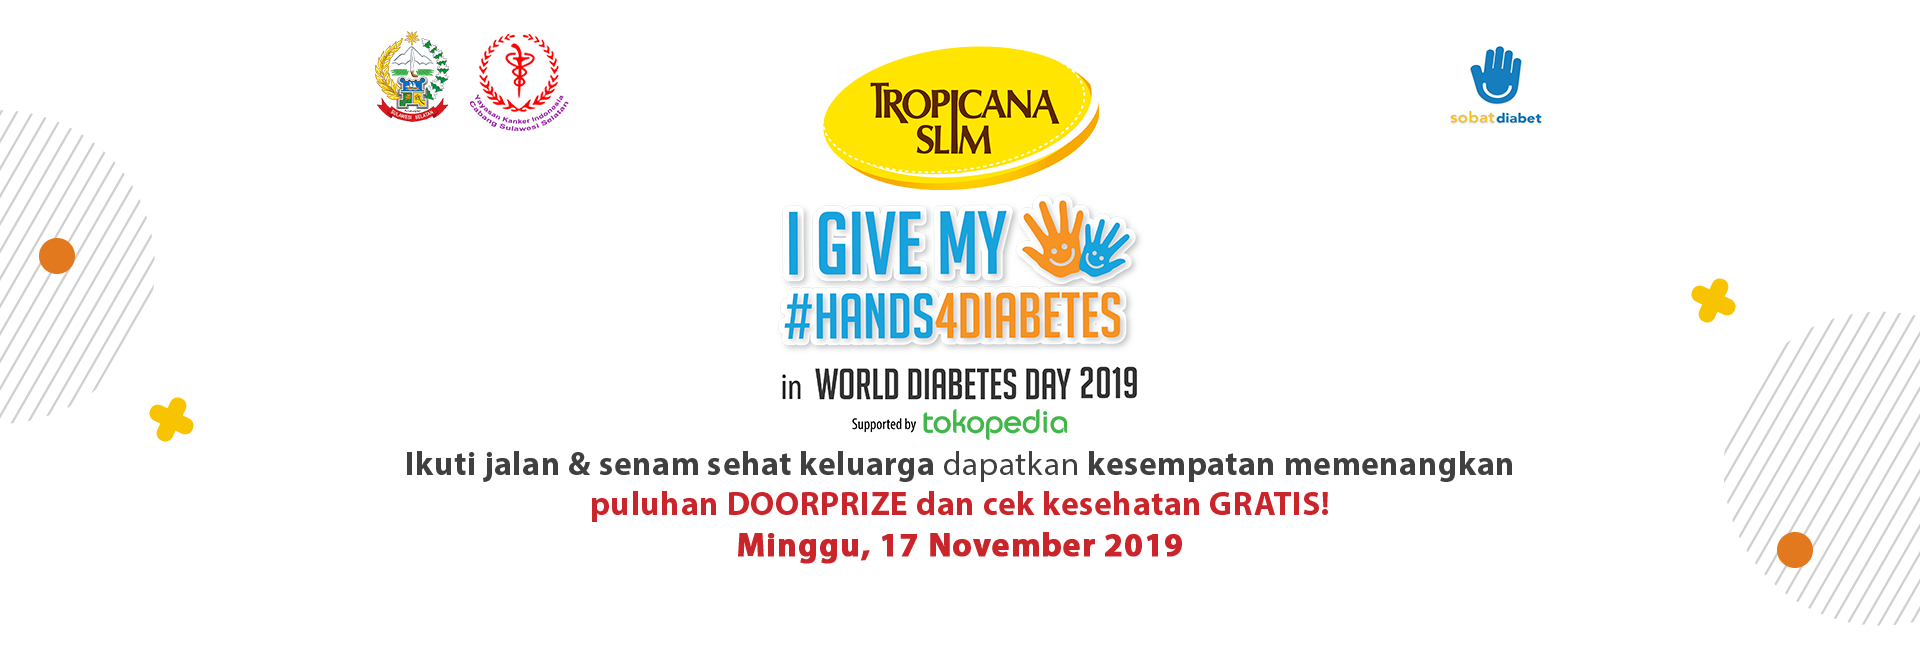 SULAWESI SELATAN
Yayasan Kanker Indonesia
Cabang Sulawesi Selatan
TROPICANA
SLIM
sobatdiabet
I GIVE MY
#HANDS4DIABETES
in WORLD DIABETES DAY 2019
Supported by tokopedia
Ikuti jalan & senam sehat keluarga dapatkan kesempatan memenangkan
puluhan DOORPRIZE dan cek kesehatan GRATIS!
Minggu, 17 November 2019